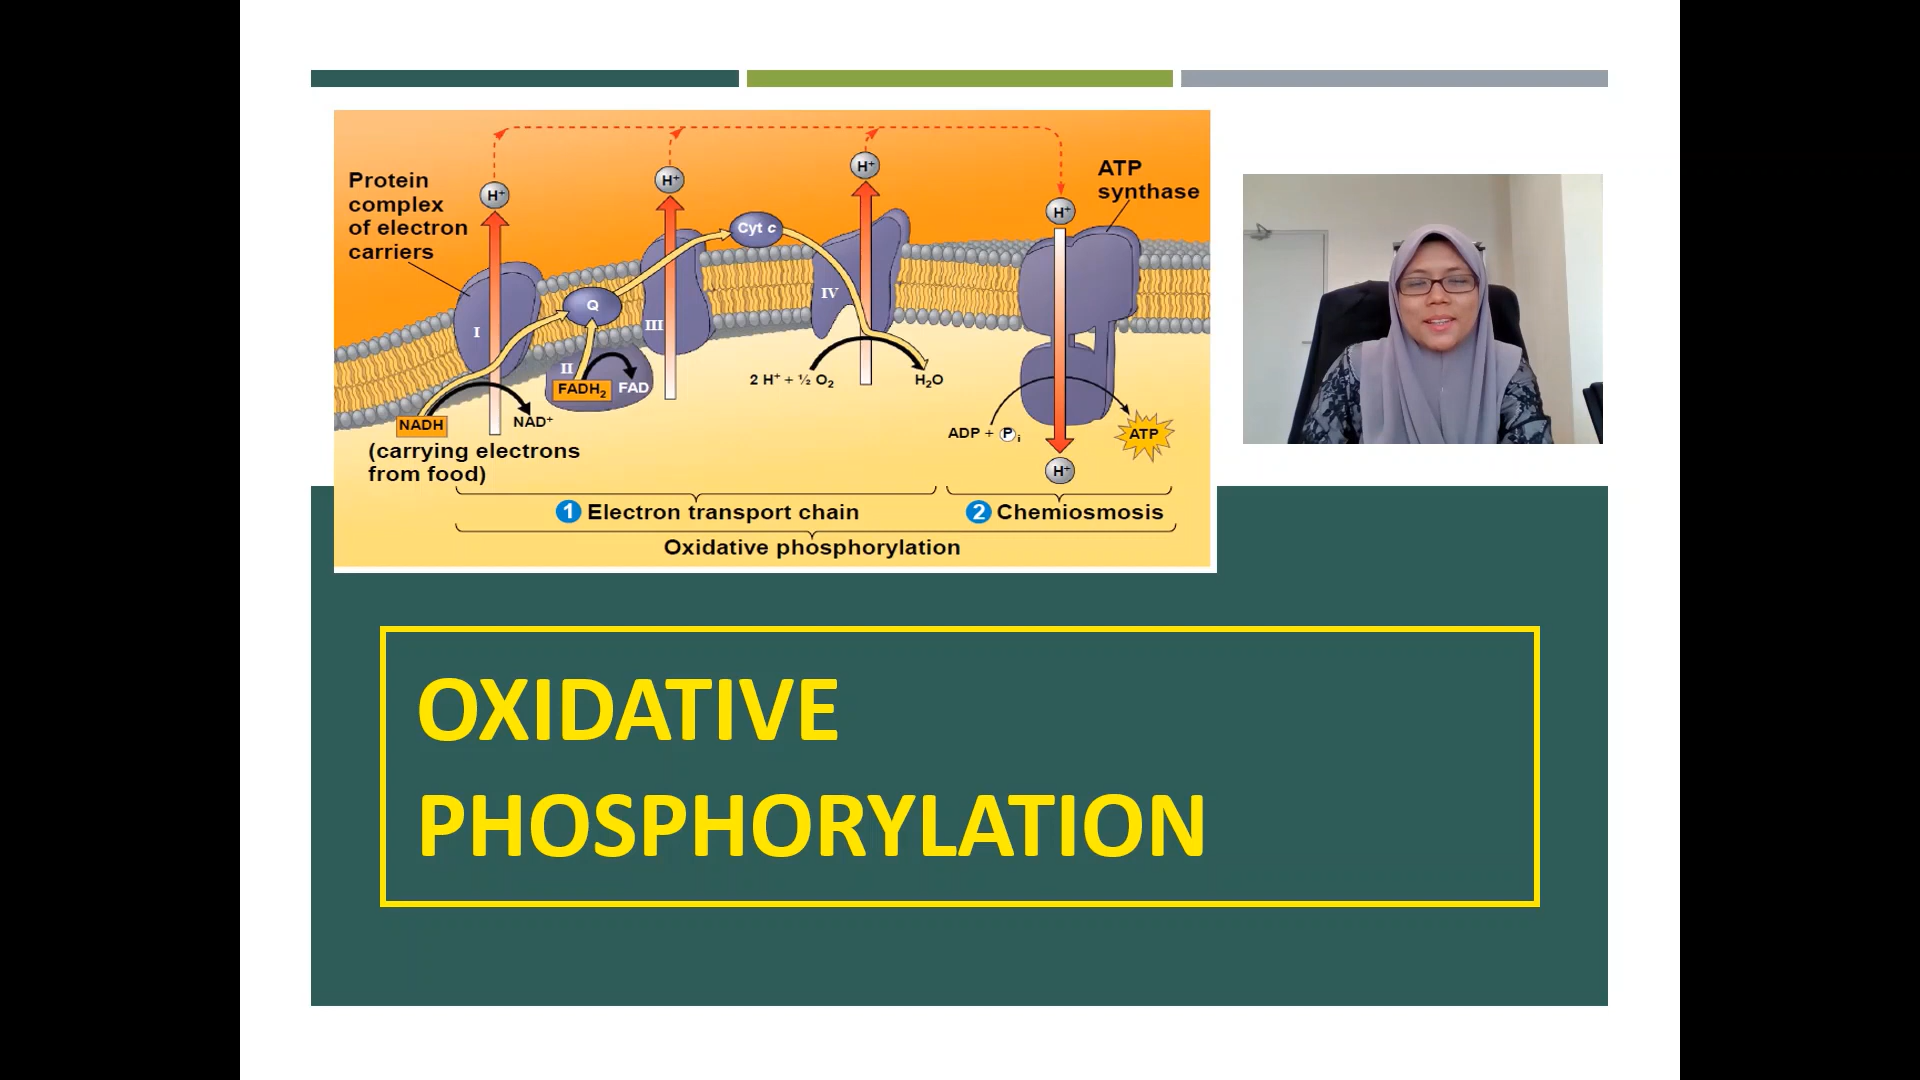 Protein
complex
of electron
carriers
H⁺
H⁺
H⁺
ATP
synthase
H⁺
Cyt c
Q
I
II
III
IV
FADH₂
FAD
NADH
NAD⁺
2 H⁺ + ½ O₂
H₂O
ADP + P i
ATP
H⁺
(carrying electrons
from food)
1 Electron transport chain
2 Chemiosmosis
Oxidative phosphorylation
OXIDATIVE
PHOSPHORYLATION